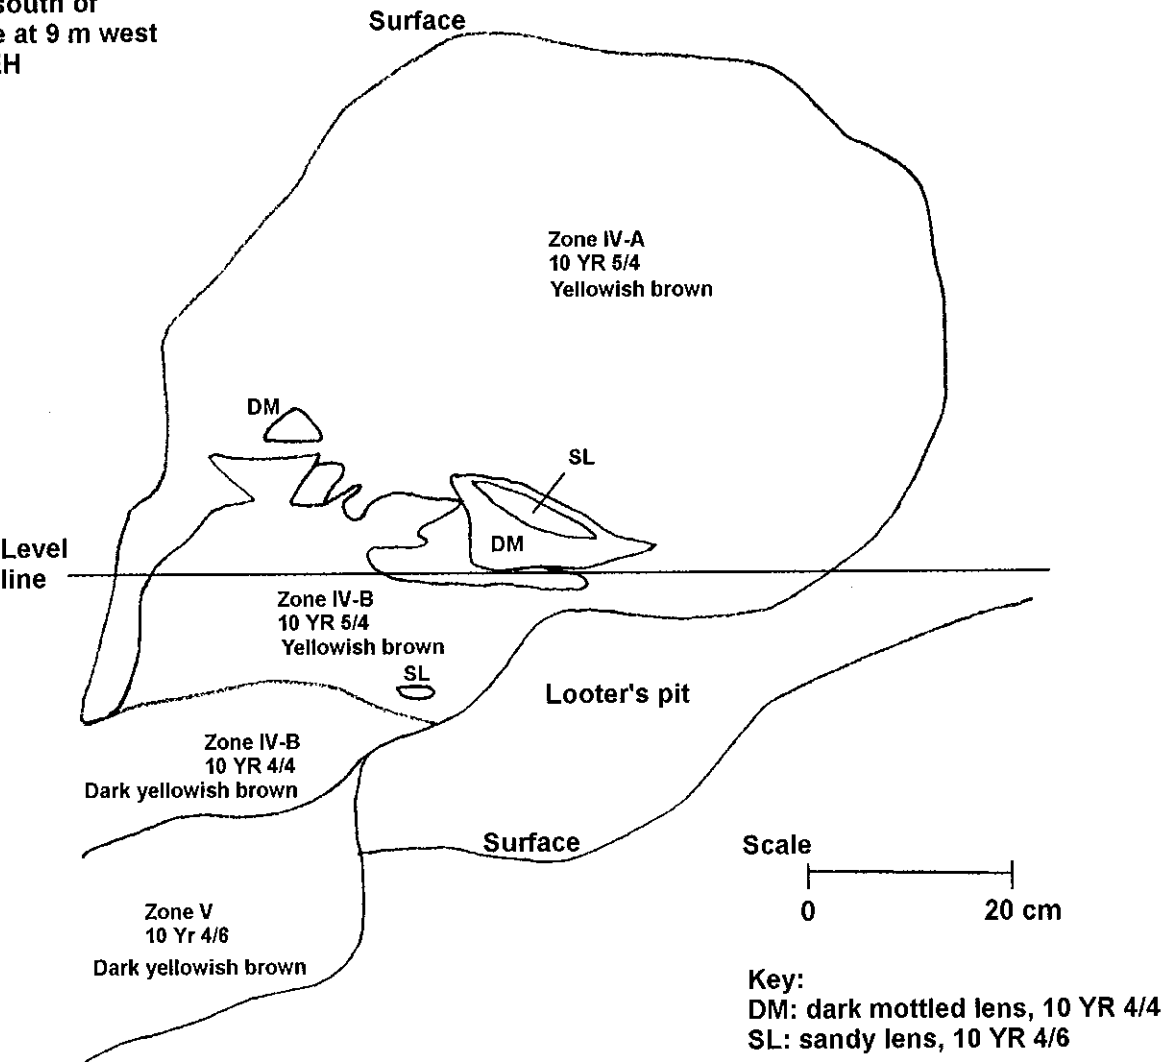 south of
at 9 m west
Surface
Zone IV-A
10 YR 5/4
Yellowish brown
DM
SL
DM
Level
line
Zone IV-B
10 YR 5/4
Yellowish brown
SL
Looter's pit
Zone IV-B
10 YR 4/4
Dark yellowish brown
Surface
Scale
0 20 cm
Zone V
10 Yr 4/6
Dark yellowish brown
Key:
DM: dark mottled lens, 10 YR 4/4
SL: sandy lens, 10 YR 4/6